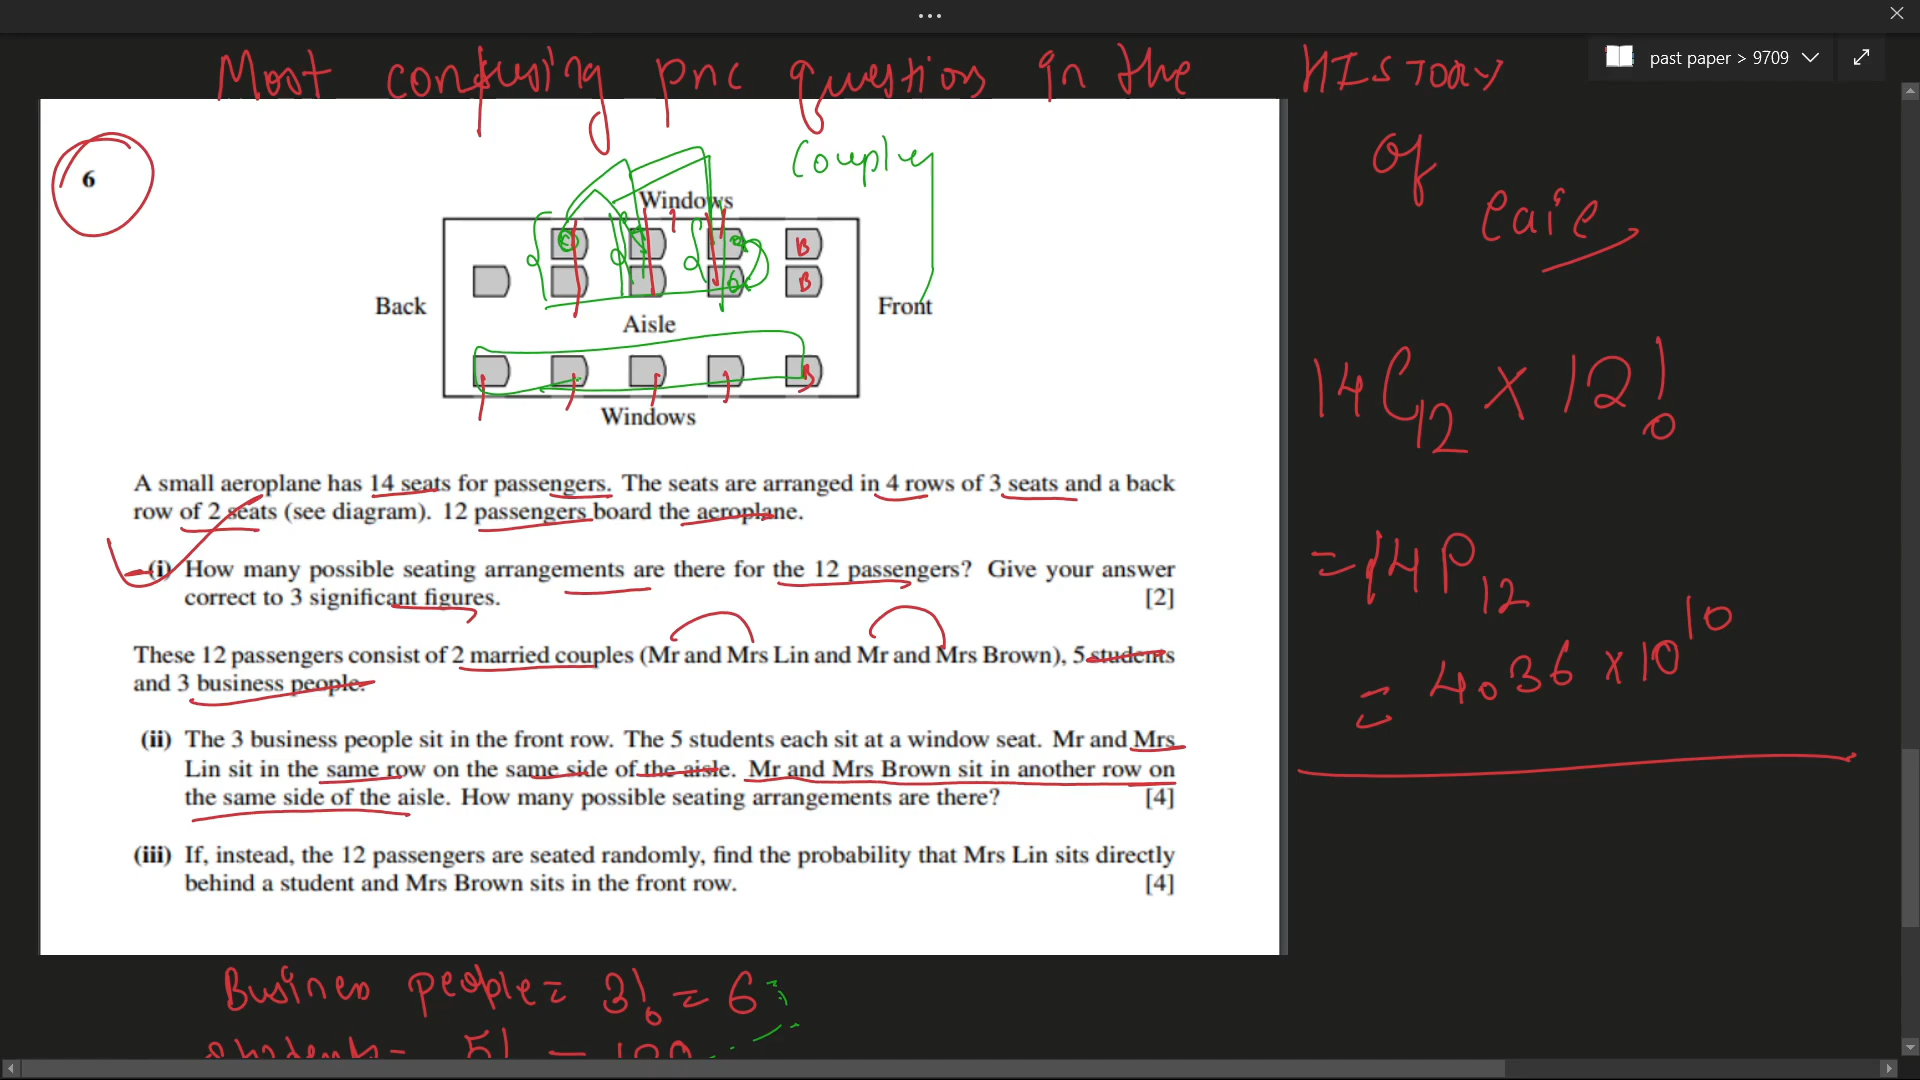 past paper > 9709
Most confusing pnc question in the HISTORY
of
Caie
6
Couples
Windows
B
B
Back
Front
Aisle
B
Windows
14C12 × 12!
= 14P12
= 4.36 × 10^10
A small aeroplane has 14 seats for passengers. The seats are arranged in 4 rows of 3 seats and a back
row of 2 seats (see diagram). 12 passengers board the aeroplane.
(i) How many possible seating arrangements are there for the 12 passengers? Give your answer
correct to 3 significant figures. [2]
These 12 passengers consist of 2 married couples (Mr and Mrs Lin and Mr and Mrs Brown), 5 students
and 3 business people.
(ii) The 3 business people sit in the front row. The 5 students each sit at a window seat. Mr and Mrs
Lin sit in the same row on the same side of the aisle. Mr and Mrs Brown sit in another row on
the same side of the aisle. How many possible seating arrangements are there? [4]
(iii) If, instead, the 12 passengers are seated randomly, find the probability that Mrs Lin sits directly
behind a student and Mrs Brown sits in the front row. [4]
Business people = 3! = 6